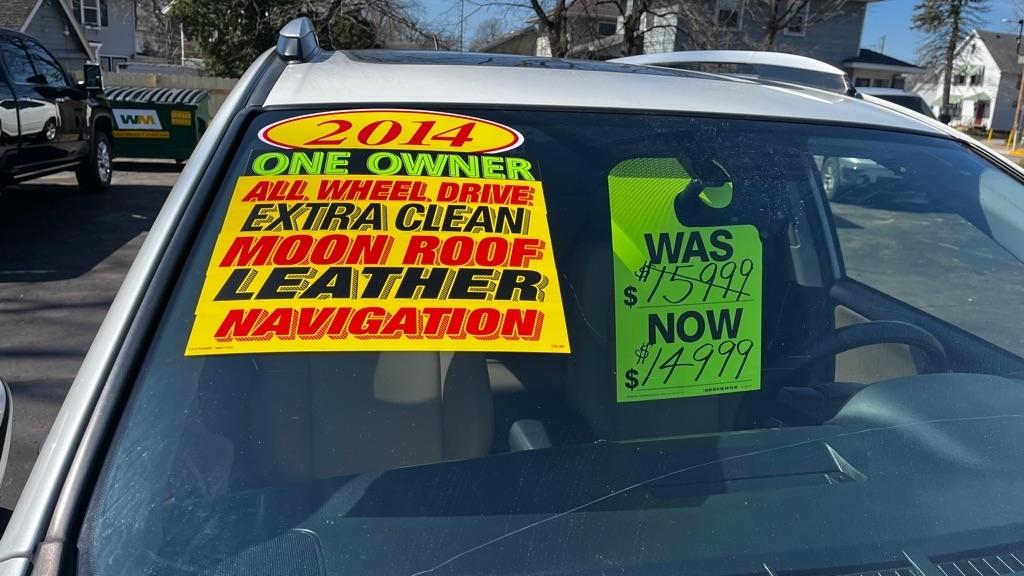 WM
2014
ONE OWNER
ALL WHEEL DRIVE
EXTRA CLEAN
MOON ROOF
LEATHER
NAVIGATION
WAS
$ $15999
NOW
$ $14999